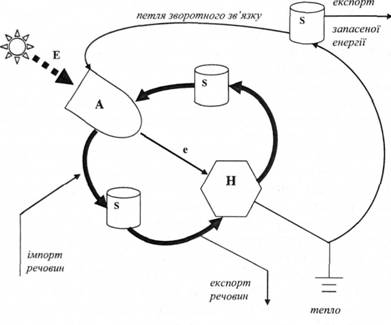 експорт
петля зворотного зв'язку
S
запасеної
енергії
E
S
A
e
H
S
імпорт
речовин
експорт
речовин
тепло